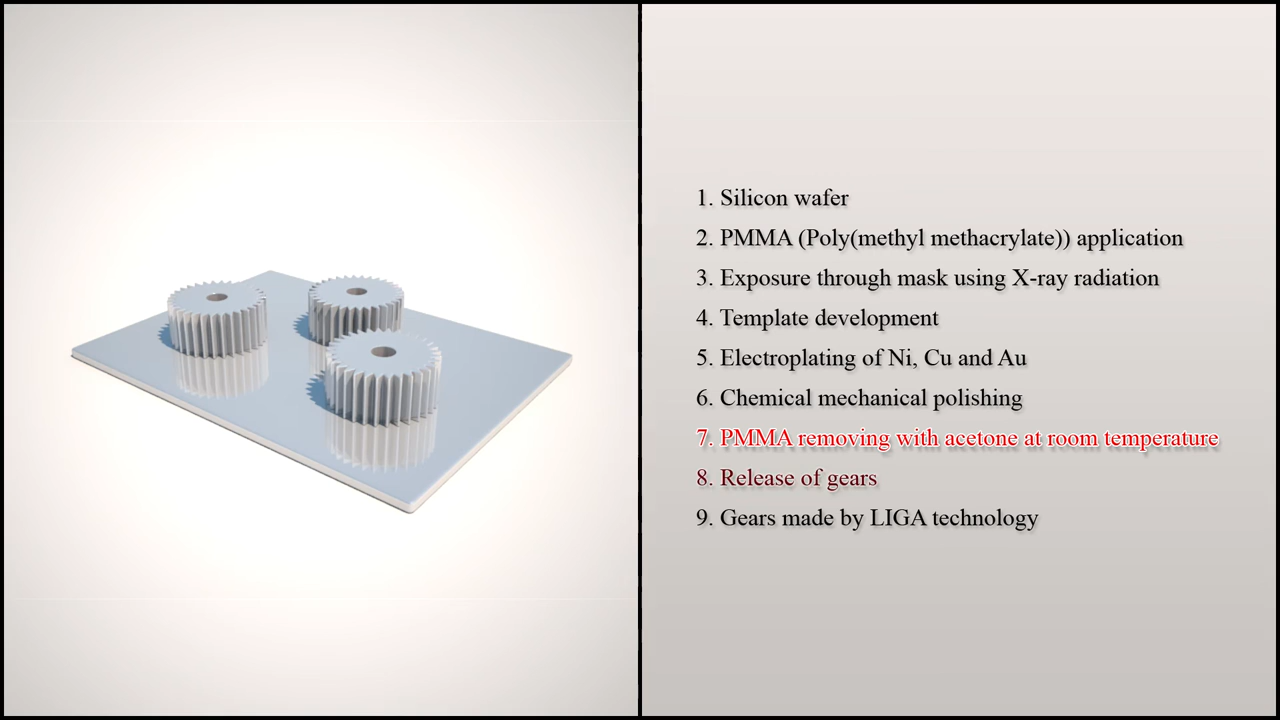 1. Silicon wafer
2. PMMA (Poly(methyl methacrylate)) application
3. Exposure through mask using X-ray radiation
4. Template development
5. Electroplating of Ni, Cu and Au
6. Chemical mechanical polishing
7. PMMA removing with acetone at room temperature
8. Release of gears
9. Gears made by LIGA technology